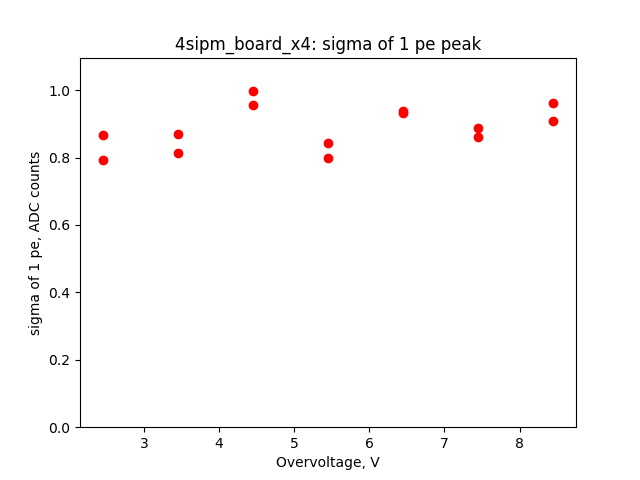 4sipm_board_x4: sigma of 1 pe peak
sigma of 1 pe, ADC counts
1.0
0.8
0.6
0.4
0.2
0.0
3 4 5 6 7 8
Overvoltage, V